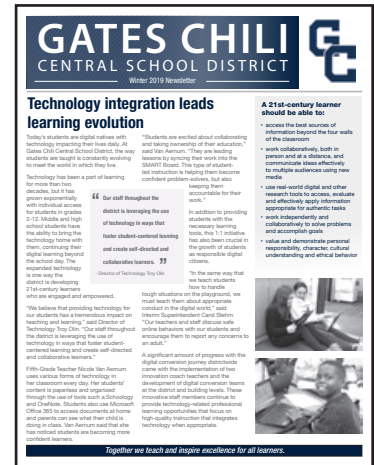 GATES CHILI
CENTRAL SCHOOL DISTRICT
Winter 2019 Newsletter
GC
Technology integration leads
learning evolution
Today's students are digital natives with
technology impacting their lives daily. At
Gates Chili Central School District, the way
students are taught is constantly evolving
to meet the world in which they live.
Technology has been a part of learning
for more than two
decades, but it has
grown exponentially
with individual access
for students in grades
2-12. Middle and high
school students have
the ability to bring the
technology home with
them, continuing their
digital learning beyond
the school day. The
expanded technology
is one way the
district is developing
21st-century learners
who are engaged and empowered.
"We believe that providing technology for
our students has a tremendous impact on
teaching and learning," said Director of
Technology Troy Olin. "Our staff throughout
the district is leveraging the use of
technology in ways that foster student-
centered learning and create self-directed
and collaborative learners."
Fifth-Grade Teacher Nicole Van Aernum
uses various forms of technology in
her classroom every day. Her students'
content is paperless and organized
through the use of tools such a Schoology
and OneNote. Students also use Microsoft
Office 365 to access documents at home
and parents can see what their child is
doing in class. Van Aernum said that she
has noticed students are becoming more
confident learners.
"Students are excited about collaborating
and taking ownership of their education,"
said Van Aernum. "They are leading
lessons by syncing their work into the
SMART Board. This type of student-
led instruction is helping them become
confident problem-solvers, but also
keeping them
accountable for their
work."
In addition to providing
students with the
necessary learning
tools, this 1:1 initiative
has also been crucial in
the growth of students
as responsible digital
citizens.
"In the same way that
we teach students
how to handle
tough situations on the playground, we
must teach them about appropriate
conduct in the digital world," said
Interim Superintendent Carol Stehm.
"Our teachers and staff discuss safe
online behaviors with our students and
encourage them to report any concerns to
an adult."
A significant amount of progress with the
digital conversion journey districtwide
came with the implementation of two
innovation coach teachers and the
development of digital conversion teams
at the district and building levels. These
innovative staff members continue to
provide technology-related professional
learning opportunities that focus on
high-quality instruction that integrates
technology when appropriate.
“ Our staff throughout the
district is leveraging the use
of technology in ways that
foster student-centered learning
and create self-directed and
collaborative learners. ”
- Director of Technology Troy Olin
A 21st-century learner
should be able to:
• access the best sources of
information beyond the four walls
of the classroom
• work collaboratively, both in
person and at a distance, and
communicate ideas effectively
to multiple audiences using new
media
• use real-world digital and other
research tools to access, evaluate
and effectively apply information
appropriate for authentic tasks
• work independently and
collaboratively to solve problems
and accomplish goals
• value and demonstrate personal
responsibility, character, cultural
understanding and ethical behavior
Together we teach and inspire excellence for all learners.